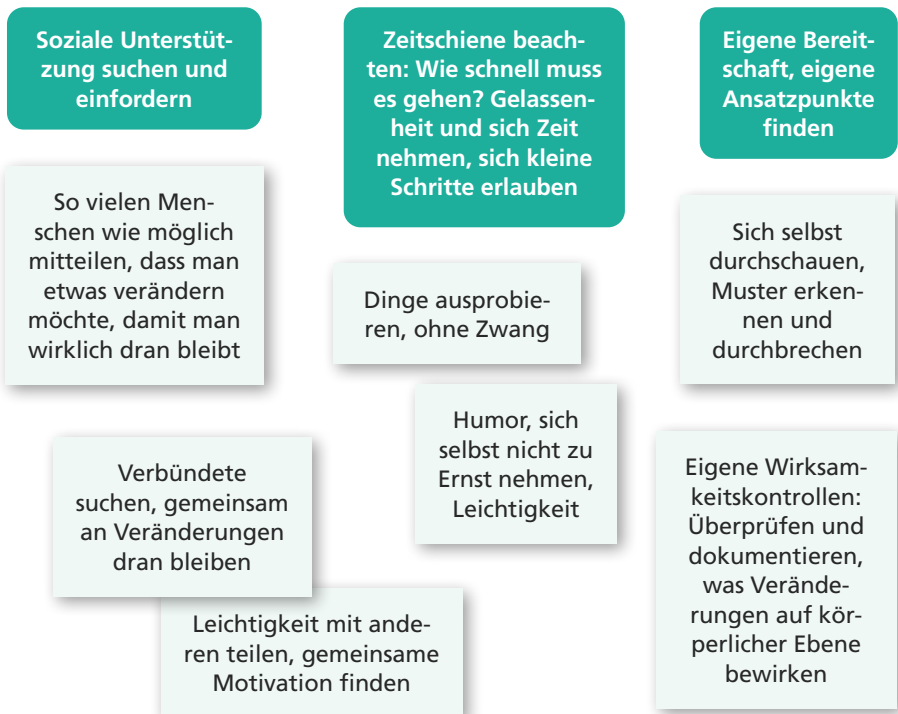 Soziale Unterstüt-
zung suchen und
einfordern
Zeitschiene beach-
ten: Wie schnell muss
es gehen? Gelassen-
heit und sich Zeit
nehmen, sich kleine
Schritte erlauben
Eigene Bereit-
schaft, eigene
Ansatzpunkte
finden
So vielen Men-
schen wie möglich
mitteilen, dass man
etwas verändern
möchte, damit man
wirklich dran bleibt
Dinge ausprobie-
ren, ohne Zwang
Sich selbst
durchschauen,
Muster erken-
nen und
durchbrechen
Humor, sich
selbst nicht zu
Ernst nehmen,
Leichtigkeit
Verbündete
suchen, gemeinsam
an Veränderungen
dran bleiben
Eigene Wirksam-
keitskontrollen:
Überprüfen und
dokumentieren,
was Verände-
rungen auf kör-
perlicher Ebene
bewirken
Leichtigkeit mit ande-
ren teilen, gemeinsame
Motivation finden